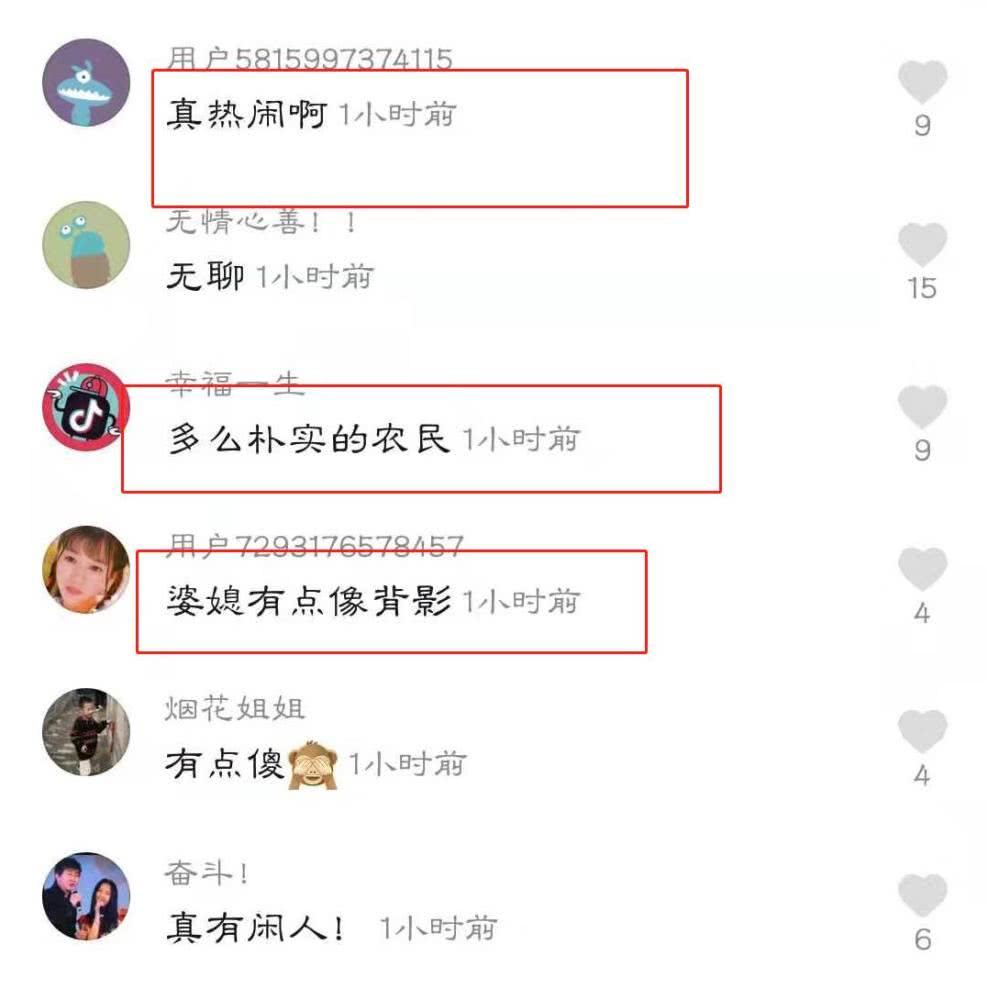 用户5815997374115
真热闹啊 1小时前
9
无情心善！！
无聊 1小时前
15
幸福一生
多么朴实的农民 1小时前
9
用户7293176578457
婆媳有点像背影 1小时前
4
烟花姐姐
有点傻🙈 1小时前
4
奋斗！
真有闲人！ 1小时前
6